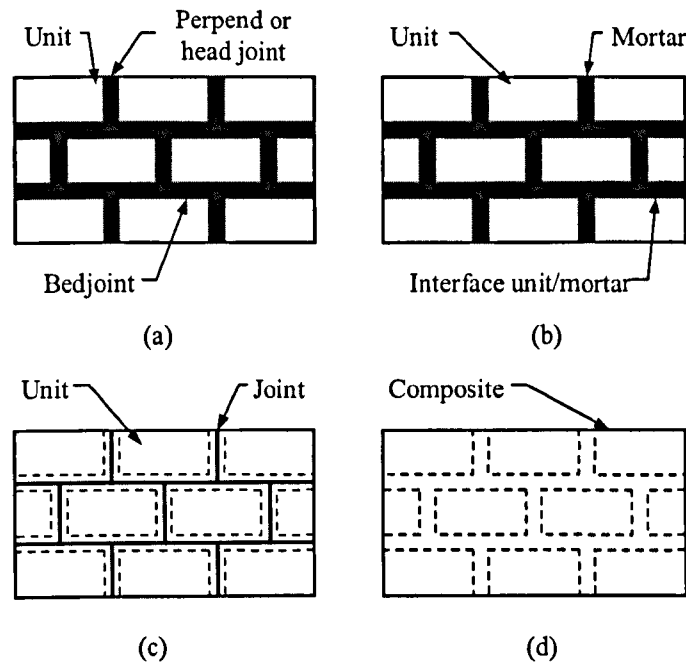 Unit
Perpend or
head joint
Bedjoint
(a)
Unit
Mortar
Interface unit/mortar
(b)
Unit
Joint
(c)
Composite
(d)